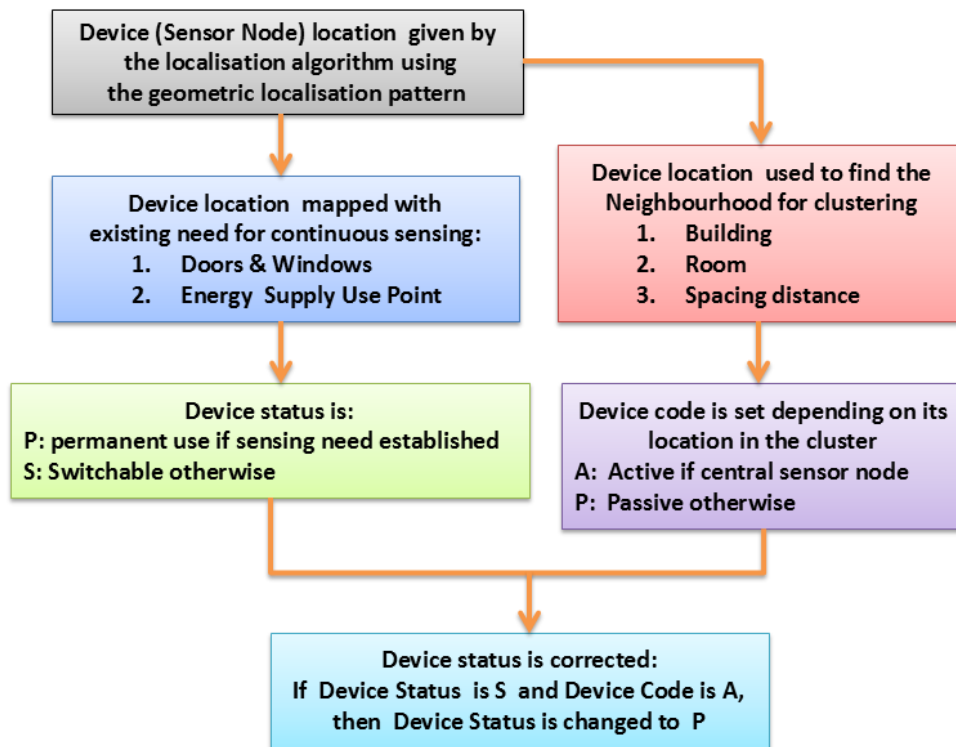 Device (Sensor Node) location given by
the localisation algorithm using
the geometric localisation pattern
Device location mapped with
existing need for continuous sensing:
1. Doors & Windows
2. Energy Supply Use Point
Device location used to find the
Neighbourhood for clustering
1. Building
2. Room
3. Spacing distance
Device status is:
P: permanent use if sensing need established
S: Switchable otherwise
Device code is set depending on its
location in the cluster
A: Active if central sensor node
P: Passive otherwise
Device status is corrected:
If Device Status is S and Device Code is A,
then Device Status is changed to P